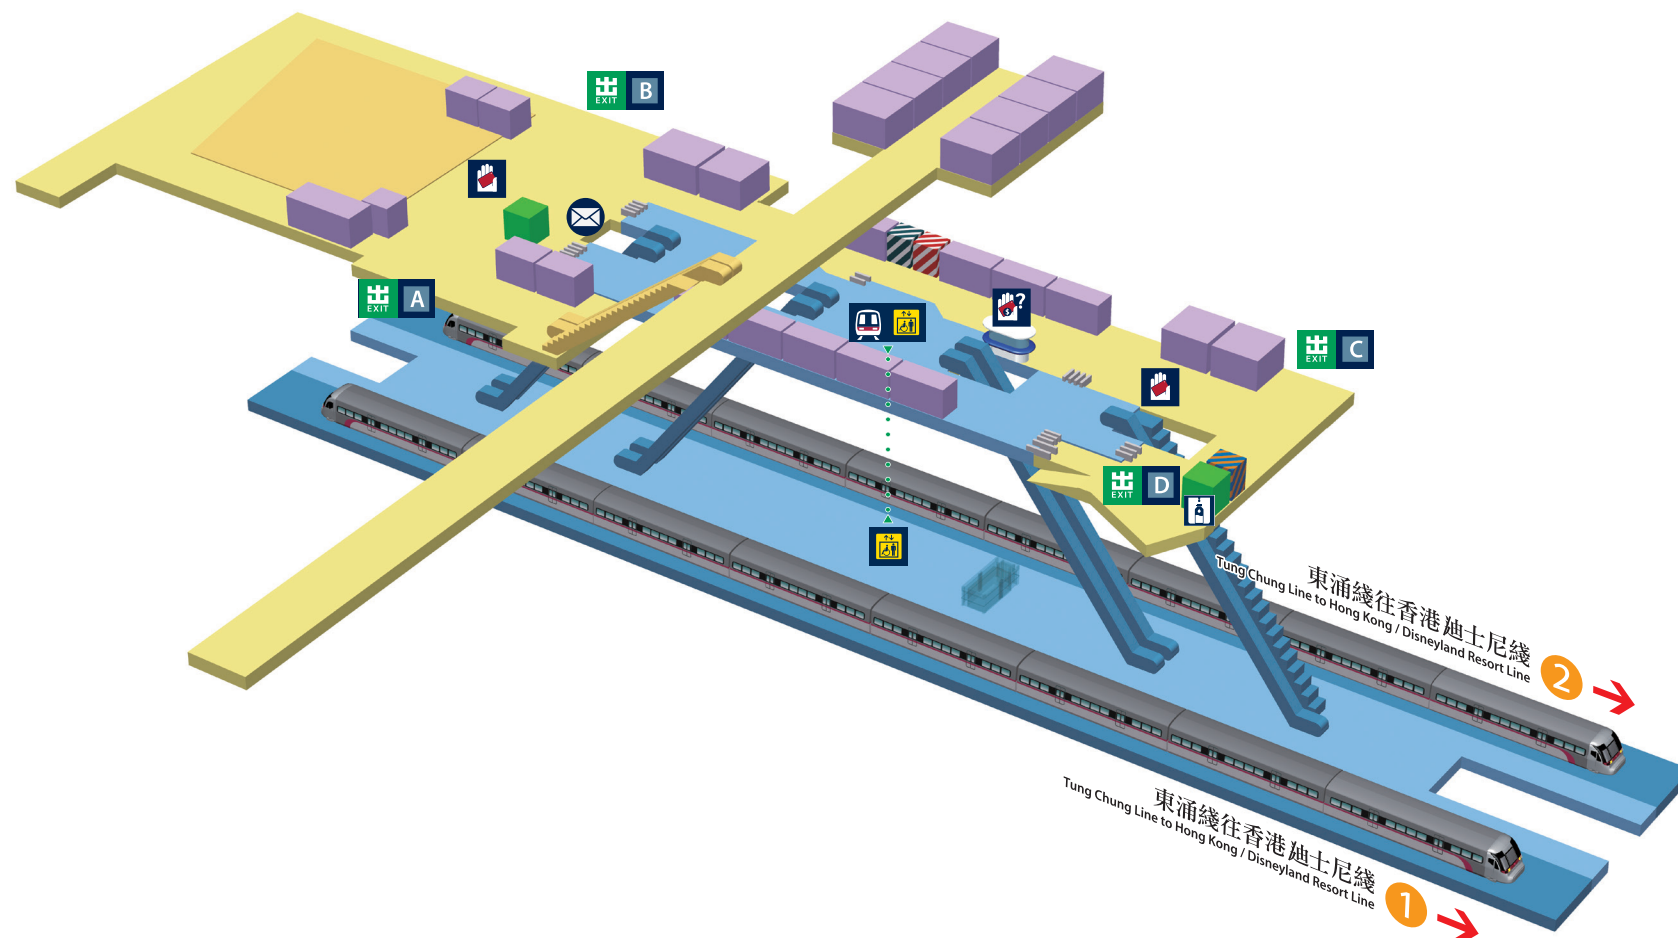 出
EXIT
B
出
EXIT
A
?
$
出
EXIT
C
出
EXIT
D
東涌綫往香港/迪士尼綫
Tung Chung Line to Hong Kong / Disneyland Resort Line
2
東涌綫往香港/迪士尼綫
Tung Chung Line to Hong Kong / Disneyland Resort Line
1